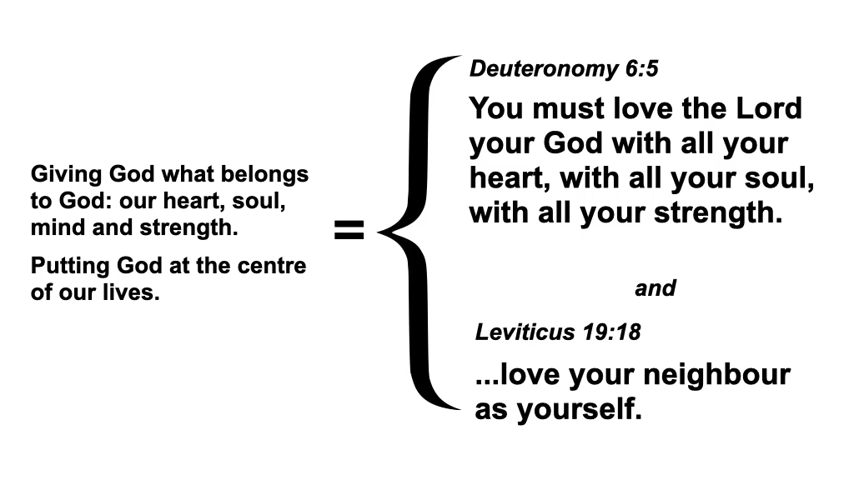 Giving God what belongs
to God: our heart, soul,
mind and strength.
Putting God at the centre
of our lives.
=
Deuteronomy 6:5
You must love the Lord
your God with all your
heart, with all your soul,
with all your strength.
and
Leviticus 19:18
...love your neighbour
as yourself.